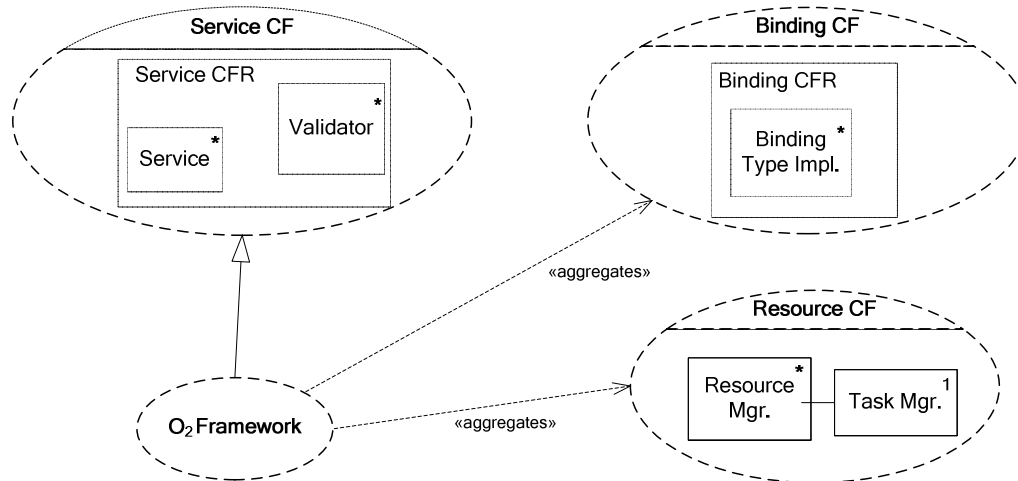 Service CF
Service CFR
*
Validator
*
Service
Binding CF
Binding CFR
*
Binding
Type Impl.
«aggregates»
«aggregates»
Resource CF
*
Resource
Mgr.
1
Task Mgr.
O₂ Framework